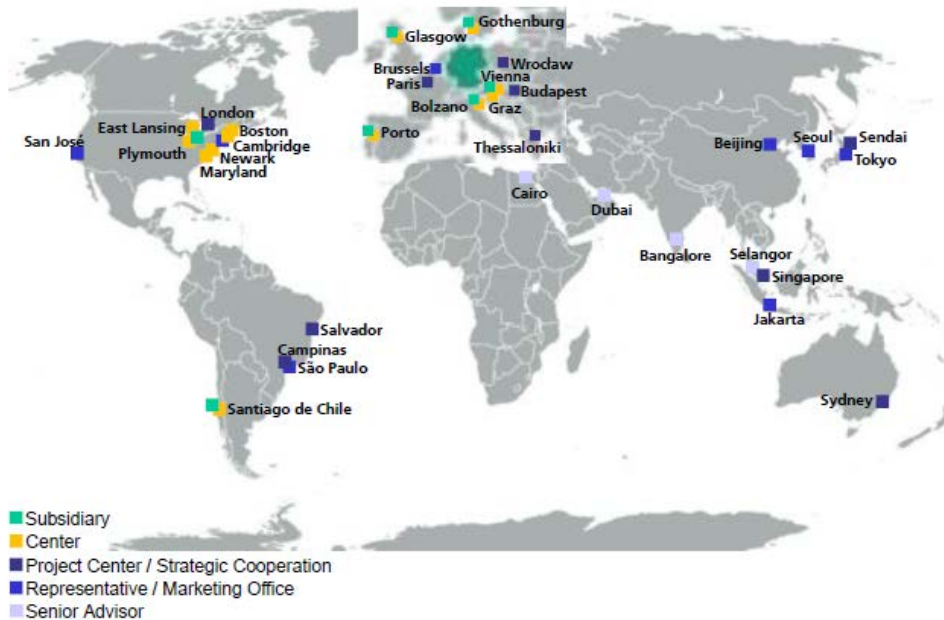 Gothenburg
Glasgow
Brussels
Wrocław
Paris
Vienna
Budapest
Bolzano
Graz
Porto
Thessaloniki
London
East Lansing
Boston
San José
Cambridge
Plymouth
Newark
Maryland
Beijing
Seoul
Sendai
Tokyo
Cairo
Dubai
Bangalore
Selangor
Singapore
Jakarta
Salvador
Campinas
São Paulo
Santiago de Chile
Sydney
Subsidiary
Center
Project Center / Strategic Cooperation
Representative / Marketing Office
Senior Advisor